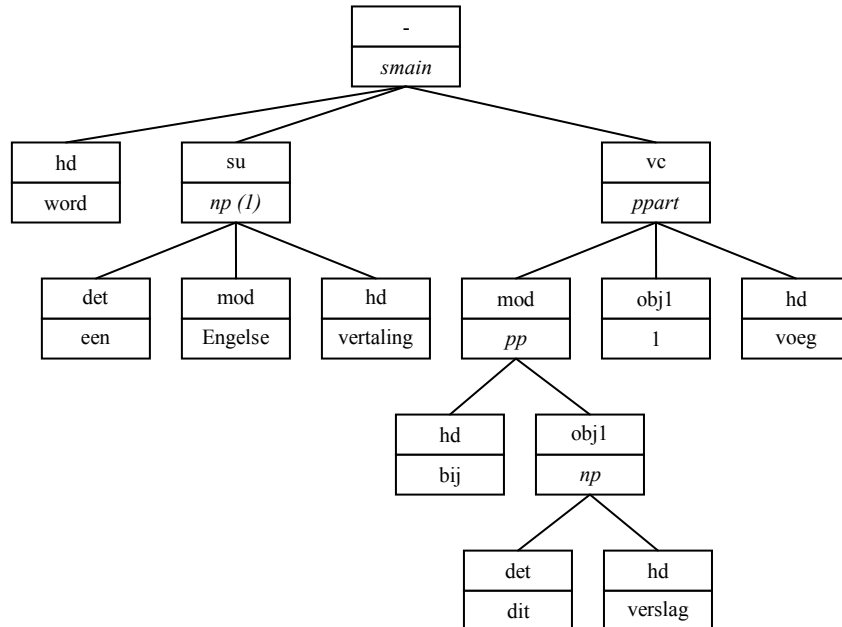 -
smain
hd
word
su
np (1)
vc
ppart
det
een
mod
Engelse
hd
vertaling
mod
pp
obj1
1
hd
voeg
hd
bij
obj1
np
det
dit
hd
verslag